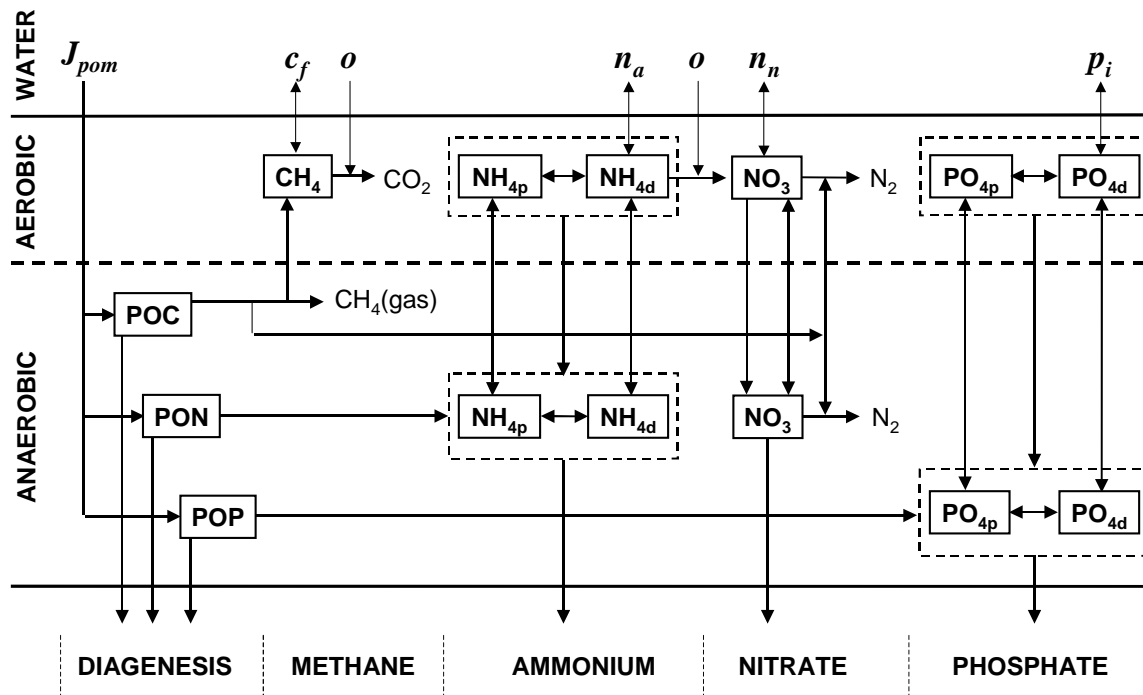 WATER
J_pom c_f o n_a o n_n p_i
AEROBIC
CH₄ CO₂ NH₄p NH₄d NO₃ N₂ PO₄p PO₄d
ANAEROBIC
POC CH₄(gas)
PON NH₄p NH₄d NO₃ N₂
POP PO₄p PO₄d
DIAGENESIS METHANE AMMONIUM NITRATE PHOSPHATE